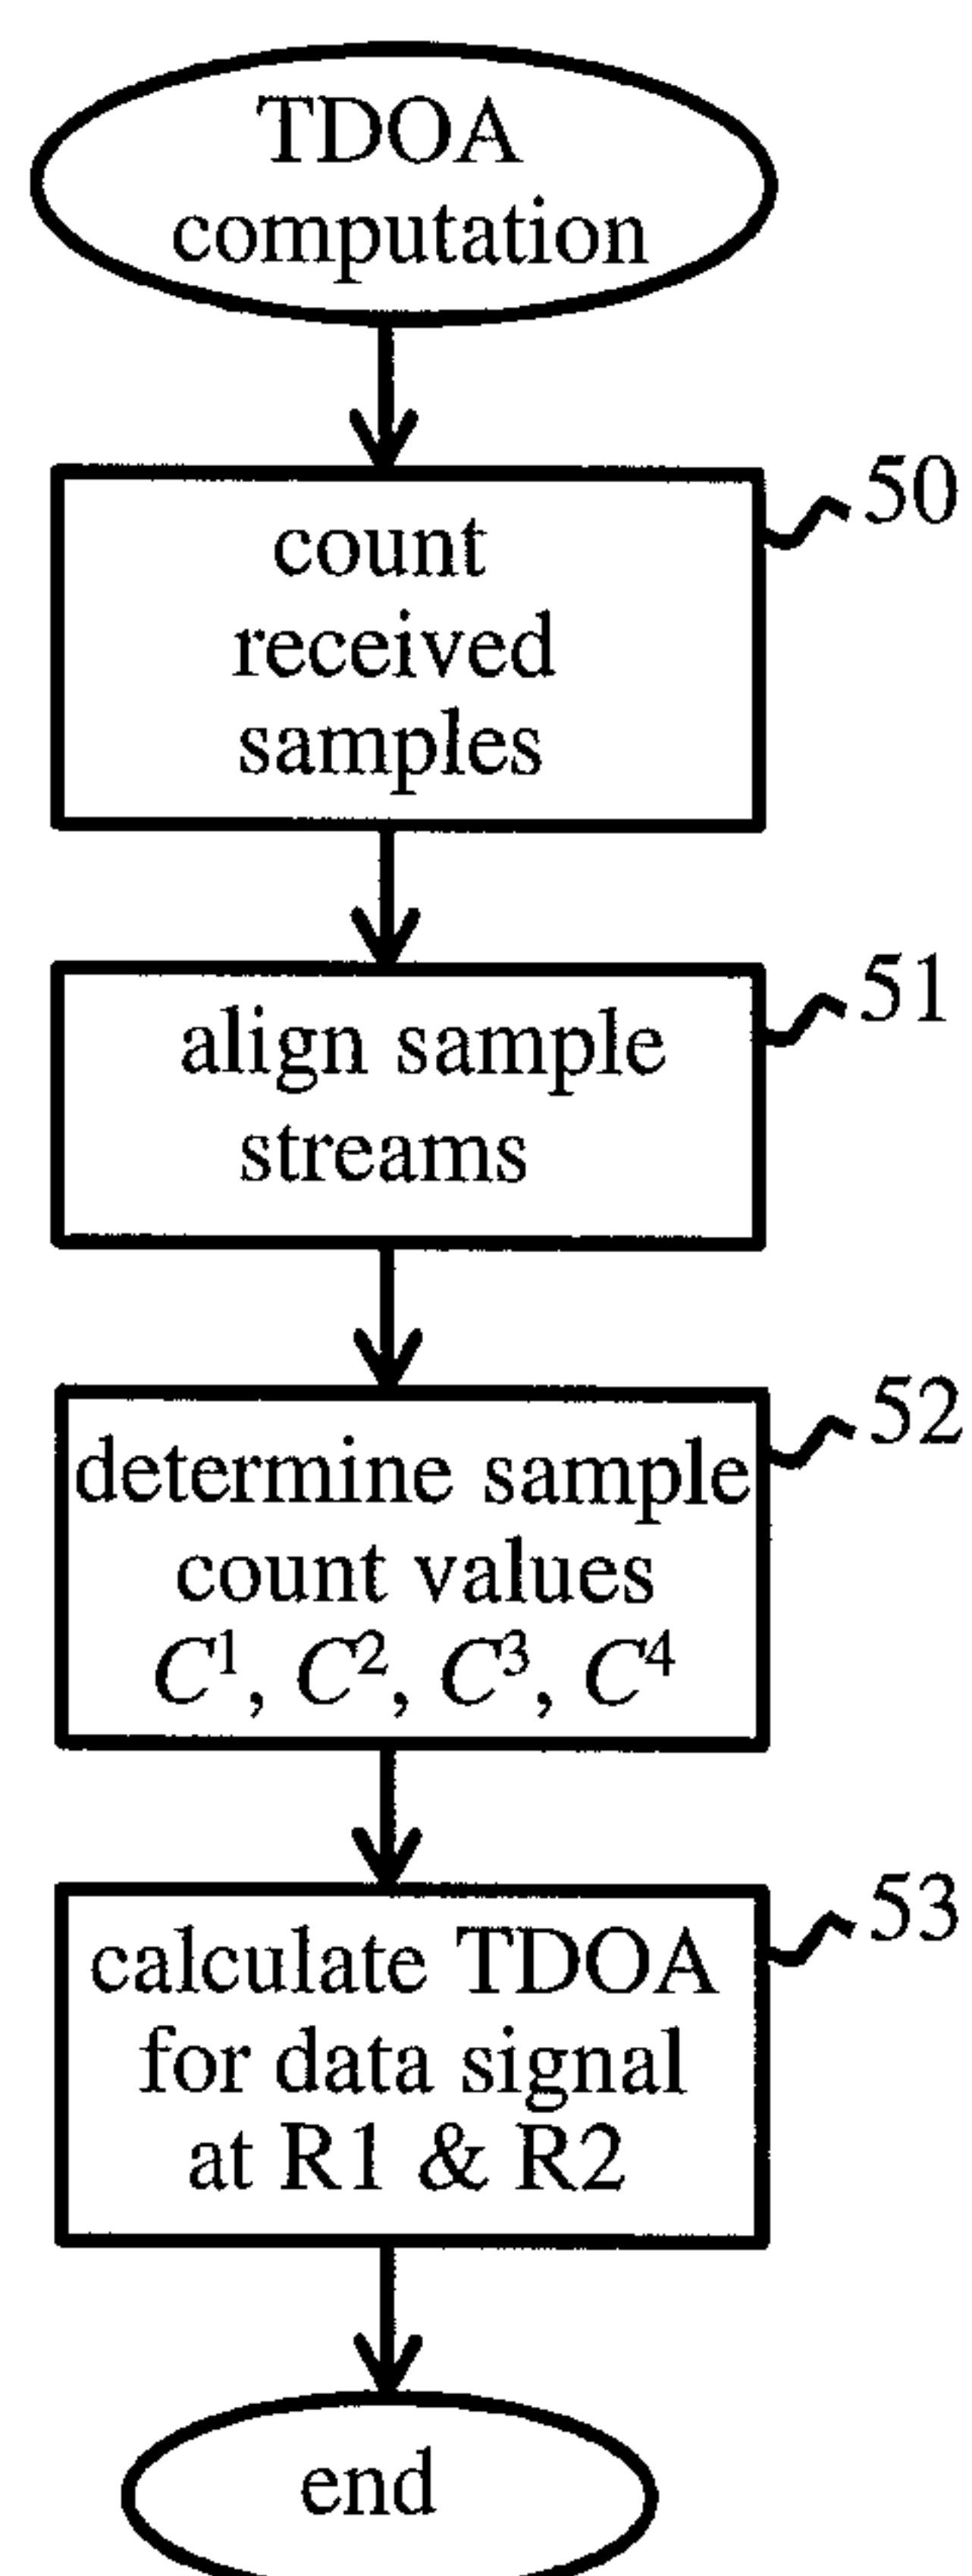 TDOA
computation
50
count
received
samples
51
align sample
streams
52
determine sample
count values
C¹, C², C³, C⁴
53
calculate TDOA
for data signal
at R1 & R2
end